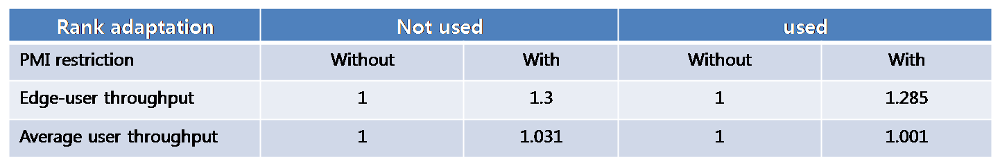 Rank adaptation Not used used
PMI restriction Without With Without With
Edge-user throughput 1 1.3 1 1.285
Average user throughput 1 1.031 1 1.001